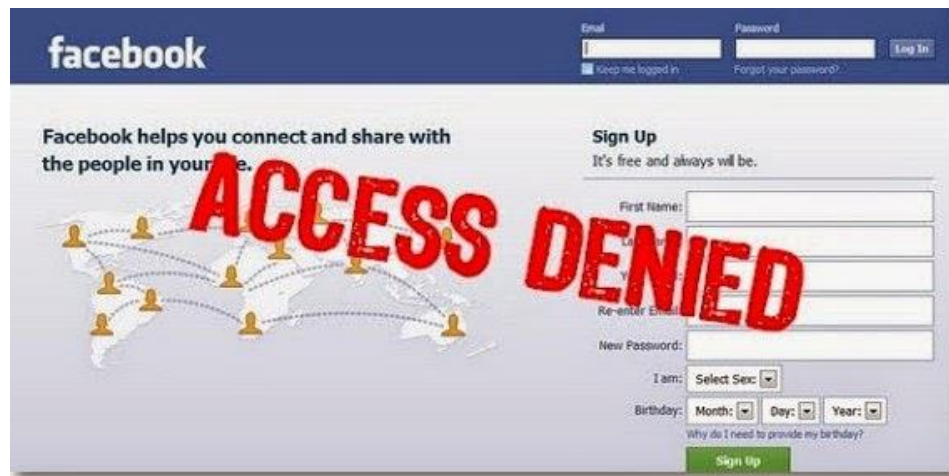 facebook
Email
Password
Log In
Keep me logged in
Forgot your password?
Facebook helps you connect and share with
the people in your
ACCESS DENIED
Sign Up
It's free and always will be.
First Name:
Re-enter Email:
New Password:
I am:
Select Sex:
Birthday:
Month:
Day:
Year:
Why do I need to provide my birthday?
Sign Up